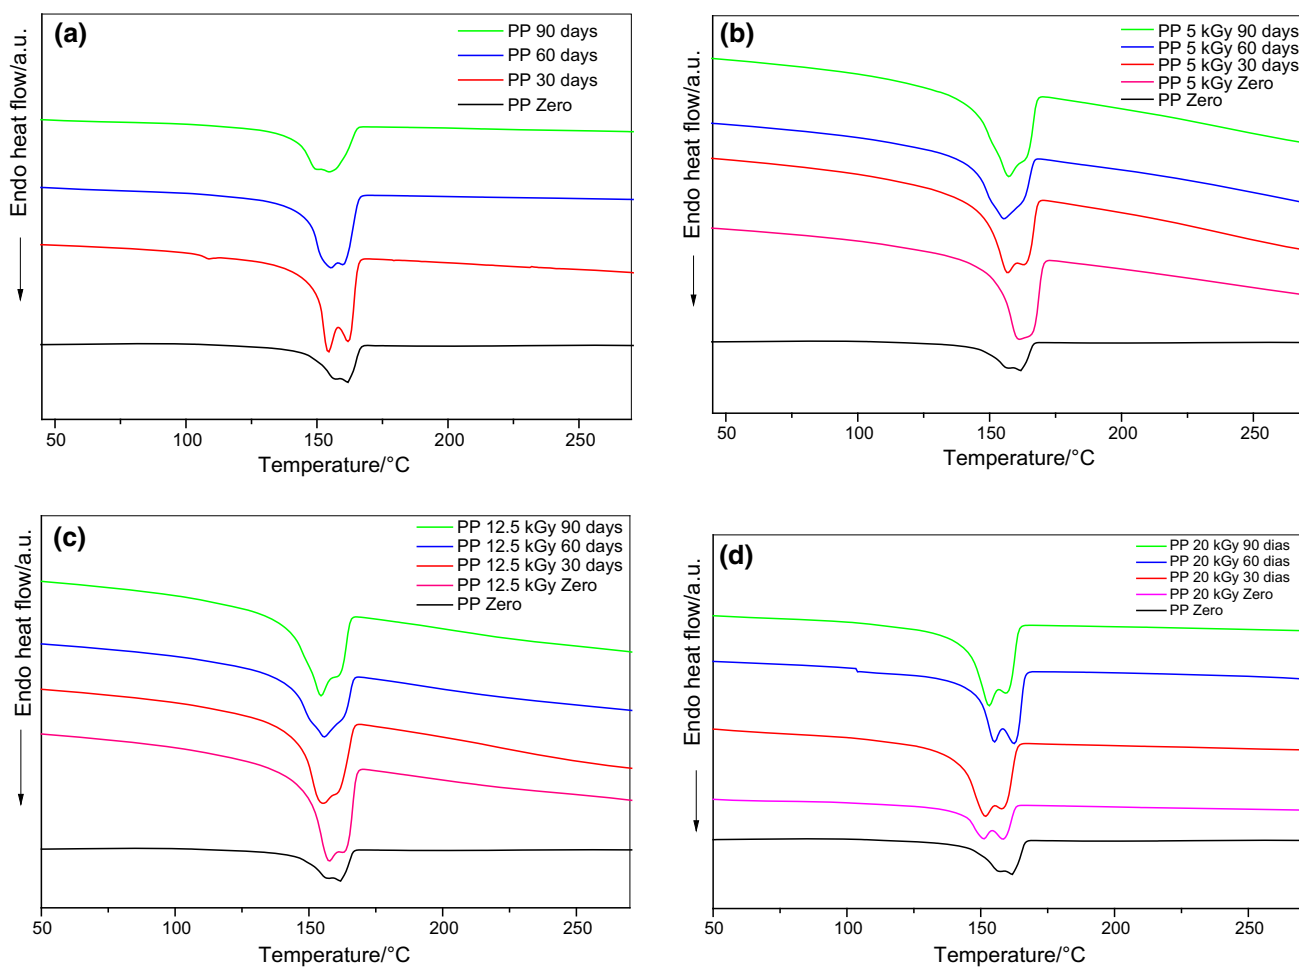 (a)
PP 90 days
PP 60 days
PP 30 days
PP Zero
Endo heat flow/a.u.
50 100 150 200 250
Temperature/°C
(b)
PP 5 kGy 90 days
PP 5 kGy 60 days
PP 5 kGy 30 days
PP 5 kGy Zero
PP Zero
Endo heat flow/a.u.
50 100 150 200 250
Temperature/°C
(c)
PP 12.5 kGy 90 days
PP 12.5 kGy 60 days
PP 12.5 kGy 30 days
PP 12.5 kGy Zero
PP Zero
Endo heat flow/a.u.
50 100 150 200 250
Temperature/°C
(d)
PP 20 kGy 90 dias
PP 20 kGy 60 dias
PP 20 kGy 30 dias
PP 20 kGy Zero
PP Zero
Endo heat flow/a.u.
50 100 150 200 250
Temperature/°C